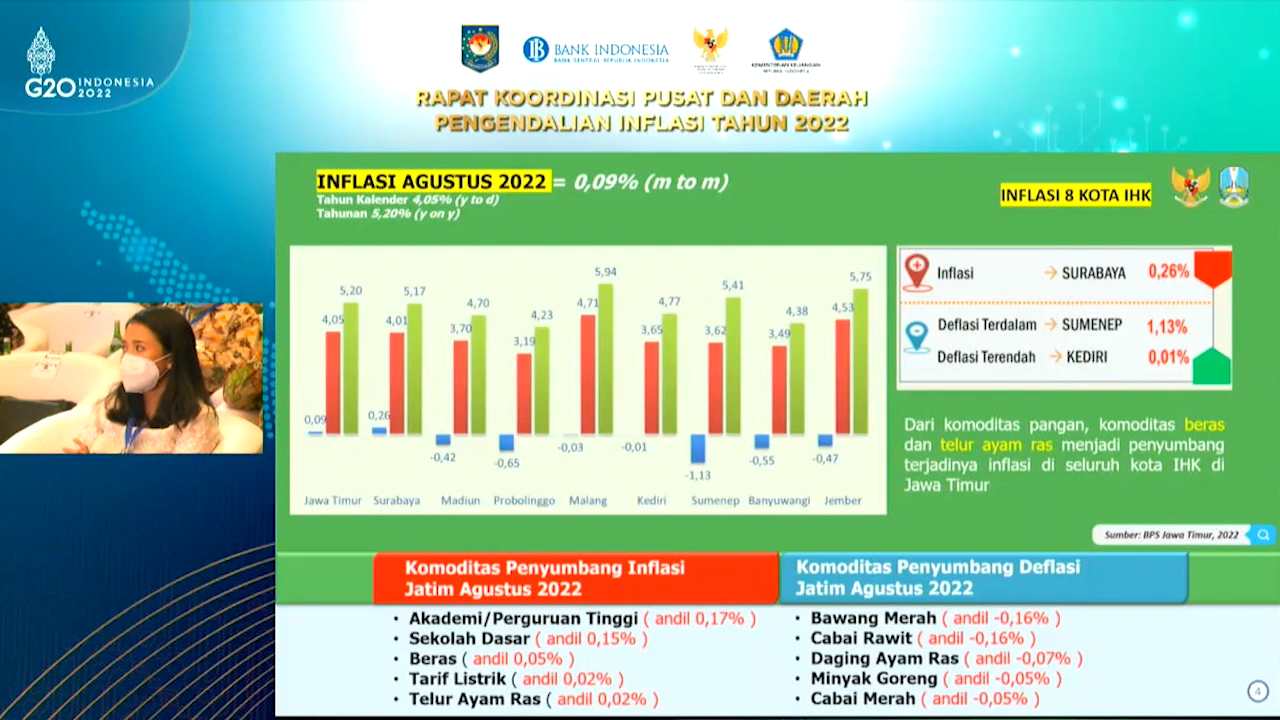 G20 INDONESIA
2022
BANK INDONESIA
BANK SENTRAL REPUBLIK INDONESIA
KEMENTERIAN KEUANGAN
REPUBLIK INDONESIA
RAPAT KOORDINASI PUSAT DAN DAERAH
PENGENDALIAN INFLASI TAHUN 2022
INFLASI AGUSTUS 2022 = 0,09% (m to m)
Tahun Kalender 4,05% (y to d)
Tahunan 5,20% (y on y)
INFLASI 8 KOTA IHK
0,09 4,05 5,20
0,26 4,01 5,17
-0,42 3,70 4,70
-0,65 3,19 4,23
-0,03 4,71 5,94
-0,01 3,65 4,77
-1,13 3,62 5,41
-0,55 3,49 4,38
-0,47 4,53 5,75
Jawa Timur Surabaya Madiun Probolinggo Malang Kediri Sumenep Banyuwangi Jember
Inflasi → SURABAYA 0,26%
Deflasi Terdalam → SUMENEP 1,13%
Deflasi Terendah → KEDIRI 0,01%
Dari komoditas pangan, komoditas beras
dan telur ayam ras menjadi penyumbang
terjadinya inflasi di seluruh kota IHK di
Jawa Timur
Sumber: BPS Jawa Timur, 2022
Komoditas Penyumbang Inflasi
Jatim Agustus 2022
• Akademi/Perguruan Tinggi ( andil 0,17% )
• Sekolah Dasar ( andil 0,15% )
• Beras ( andil 0,05% )
• Tarif Listrik ( andil 0,02% )
• Telur Ayam Ras ( andil 0,02% )
Komoditas Penyumbang Deflasi
Jatim Agustus 2022
• Bawang Merah ( andil -0,16% )
• Cabai Rawit ( andil -0,16% )
• Daging Ayam Ras ( andil -0,07% )
• Minyak Goreng ( andil -0,05% )
• Cabai Merah ( andil -0,05% )
4